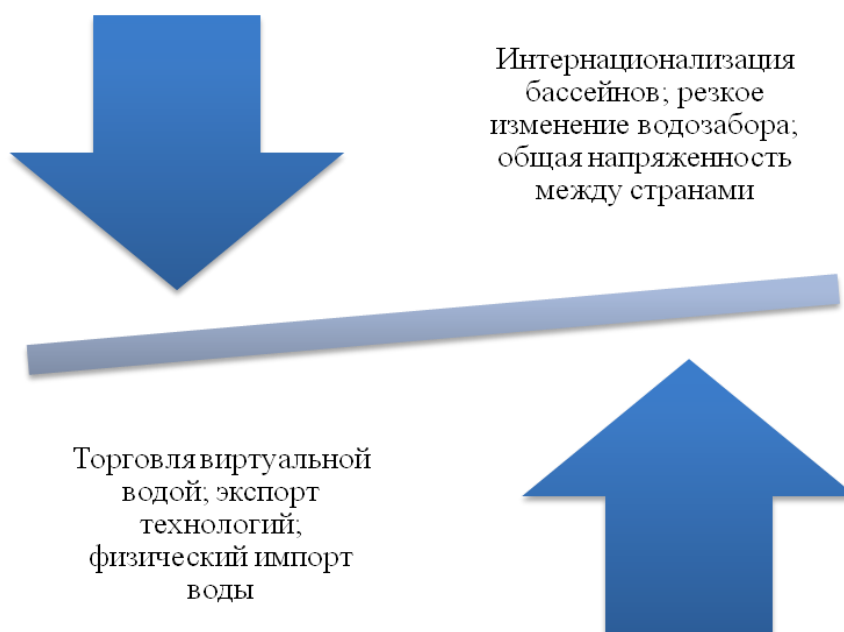 Интернационализация
бассейнов; резкое
изменение водозабора;
общая напряженность
между странами
Торговля виртуальной
водой; экспорт
технологий;
физический импорт
воды